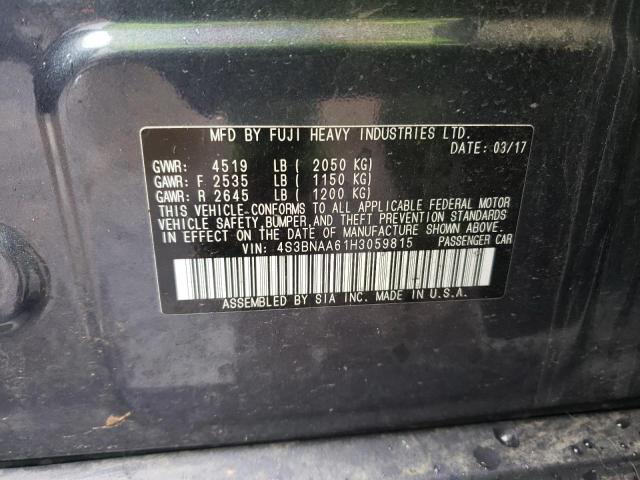 MFD BY FUJI HEAVY INDUSTRIES LTD.
DATE: 03/17
GVWR: 4519 LB ( 2050 KG)
GAWR: F 2535 LB ( 1150 KG)
GAWR: R 2645 LB ( 1200 KG)
THIS VEHICLE CONFORMS TO ALL APPLICABLE FEDERAL MOTOR
VEHICLE SAFETY BUMPER, AND THEFT PREVENTION STANDARDS
IN EFFECT ON THE DATE OF MANUFACTURE SHOWN ABOVE.
VIN: 4S3BNAA61H3059815 PASSENGER CAR
ASSEMBLED BY SIA INC. MADE IN U.S.A.